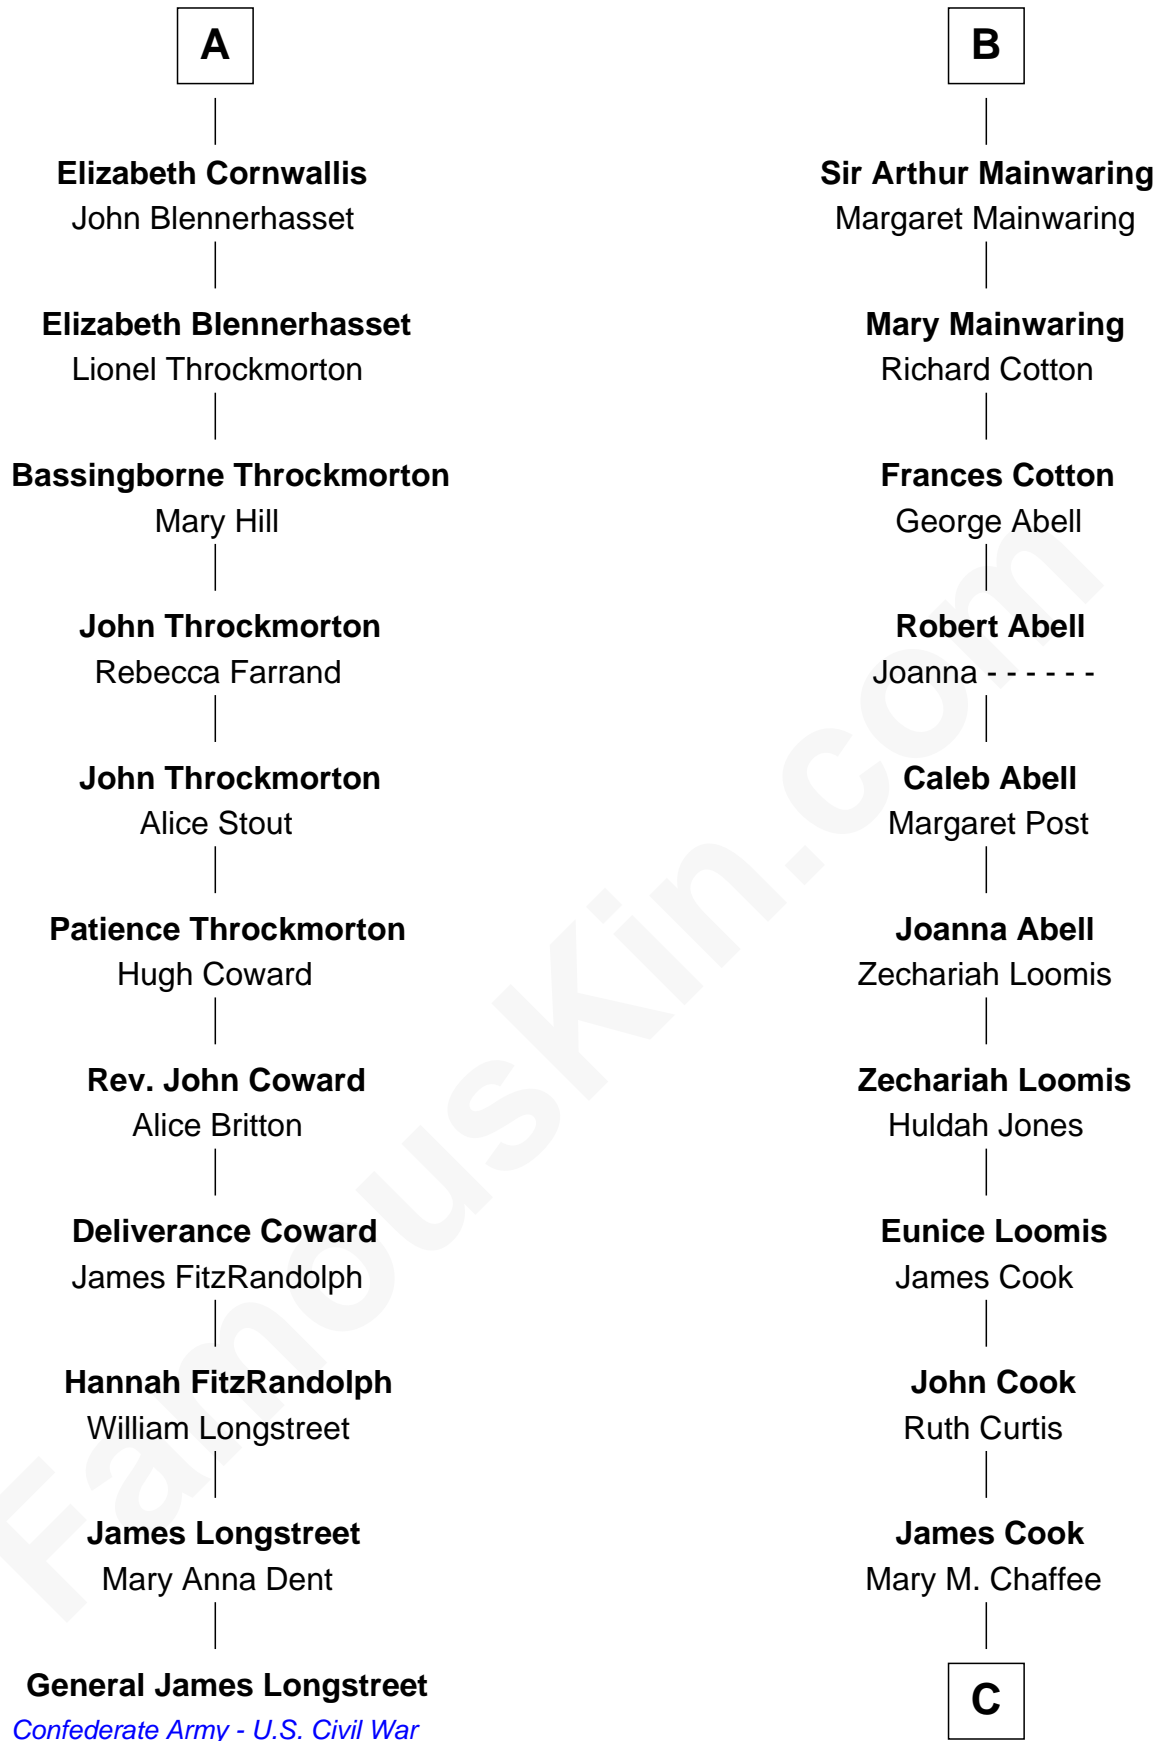 A
Elizabeth Cornwallis
John Blennerhasset
Elizabeth Blennerhasset
Lionel Throckmorton
Bassingborne Throckmorton
Mary Hill
John Throckmorton
Rebecca Farrand
John Throckmorton
Alice Stout
Patience Throckmorton
Hugh Coward
Rev. John Coward
Alice Britton
Deliverance Coward
James FitzRandolph
Hannah FitzRandolph
William Longstreet
James Longstreet
Mary Anna Dent
General James Longstreet
Confederate Army - U.S. Civil War
B
Sir Arthur Mainwaring
Margaret Mainwaring
Mary Mainwaring
Richard Cotton
Frances Cotton
George Abell
Robert Abell
Joanna - - - - - -
Caleb Abell
Margaret Post
Joanna Abell
Zechariah Loomis
Zechariah Loomis
Huldah Jones
Eunice Loomis
James Cook
John Cook
Ruth Curtis
James Cook
Mary M. Chaffee
C
FamousKin.com